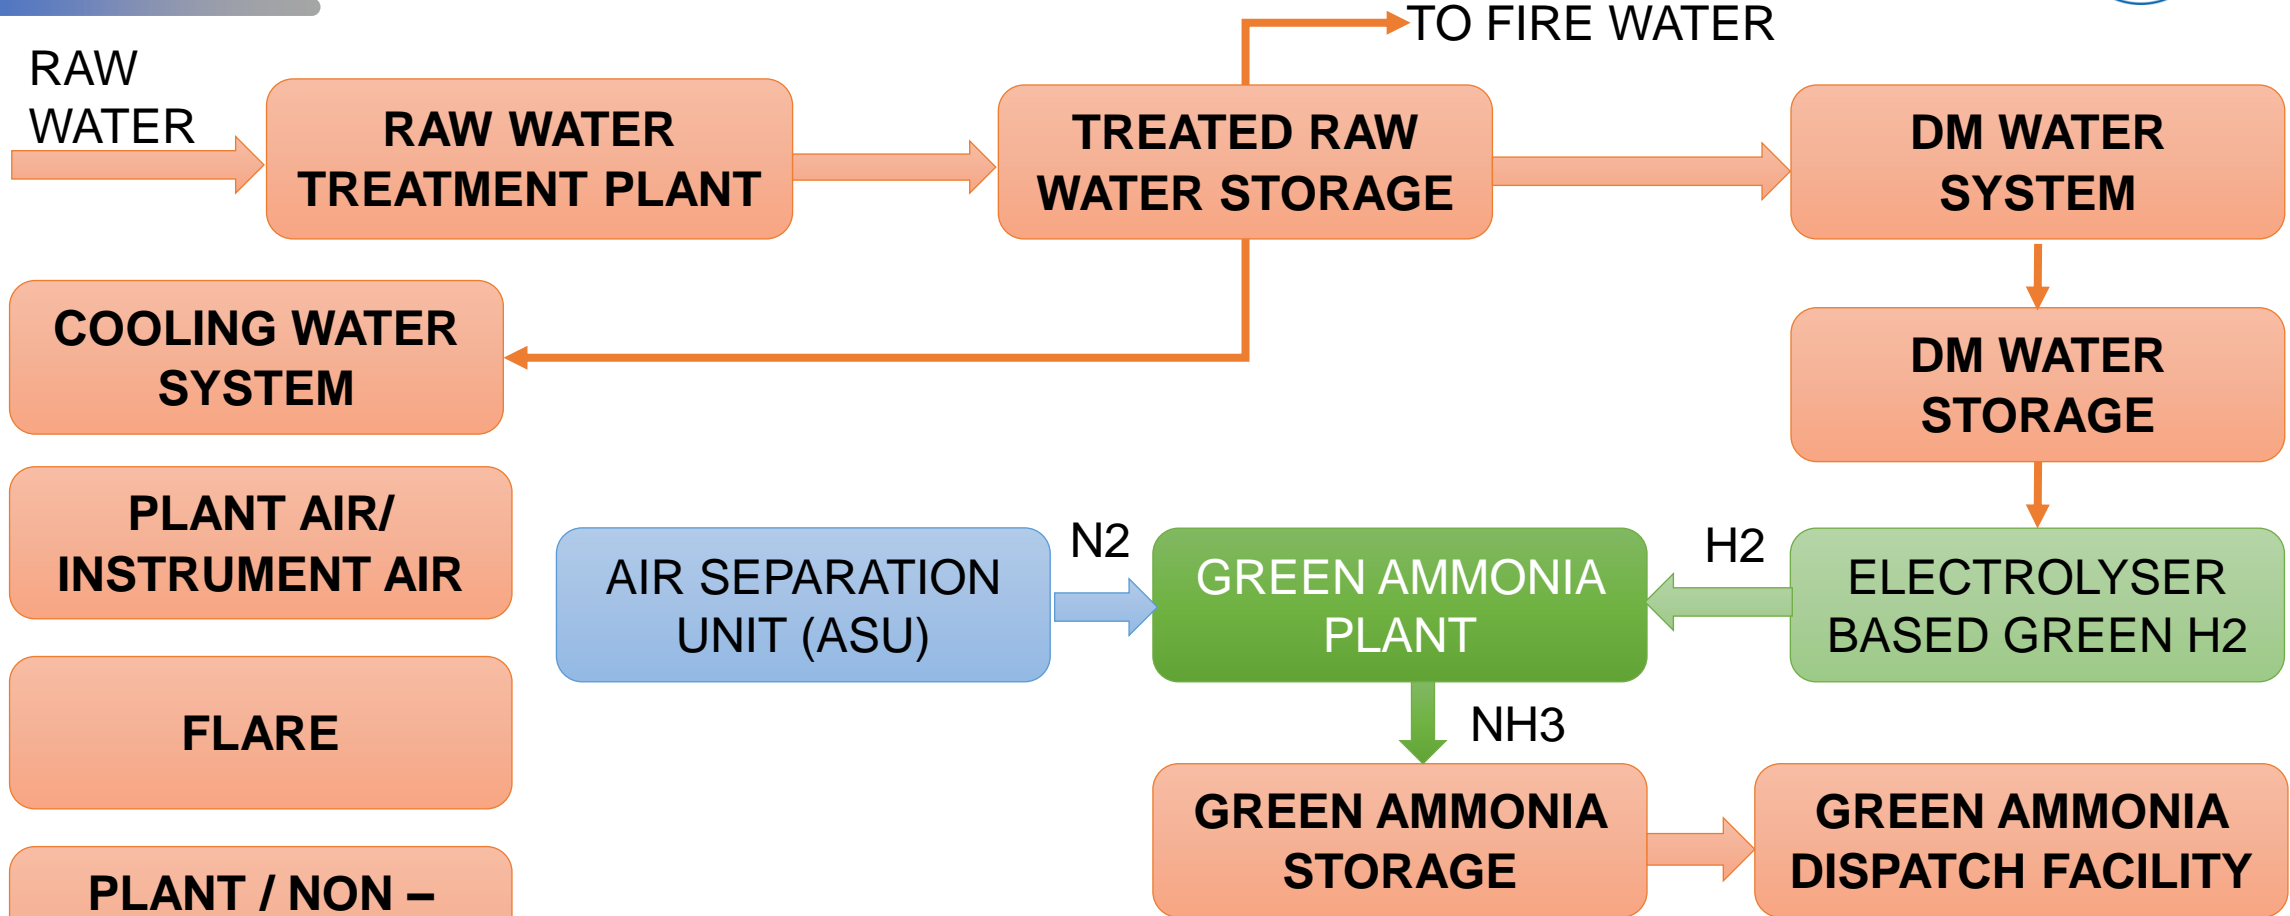 TO FIRE WATER
RAW
WATER
RAW WATER
TREATMENT PLANT
TREATED RAW
WATER STORAGE
DM WATER
SYSTEM
COOLING WATER
SYSTEM
DM WATER
STORAGE
PLANT AIR/
INSTRUMENT AIR
AIR SEPARATION
UNIT (ASU)
N2
GREEN AMMONIA
PLANT
H2
ELECTROLYSER
BASED GREEN H2
FLARE
NH3
GREEN AMMONIA
STORAGE
GREEN AMMONIA
DISPATCH FACILITY
PLANT / NON –